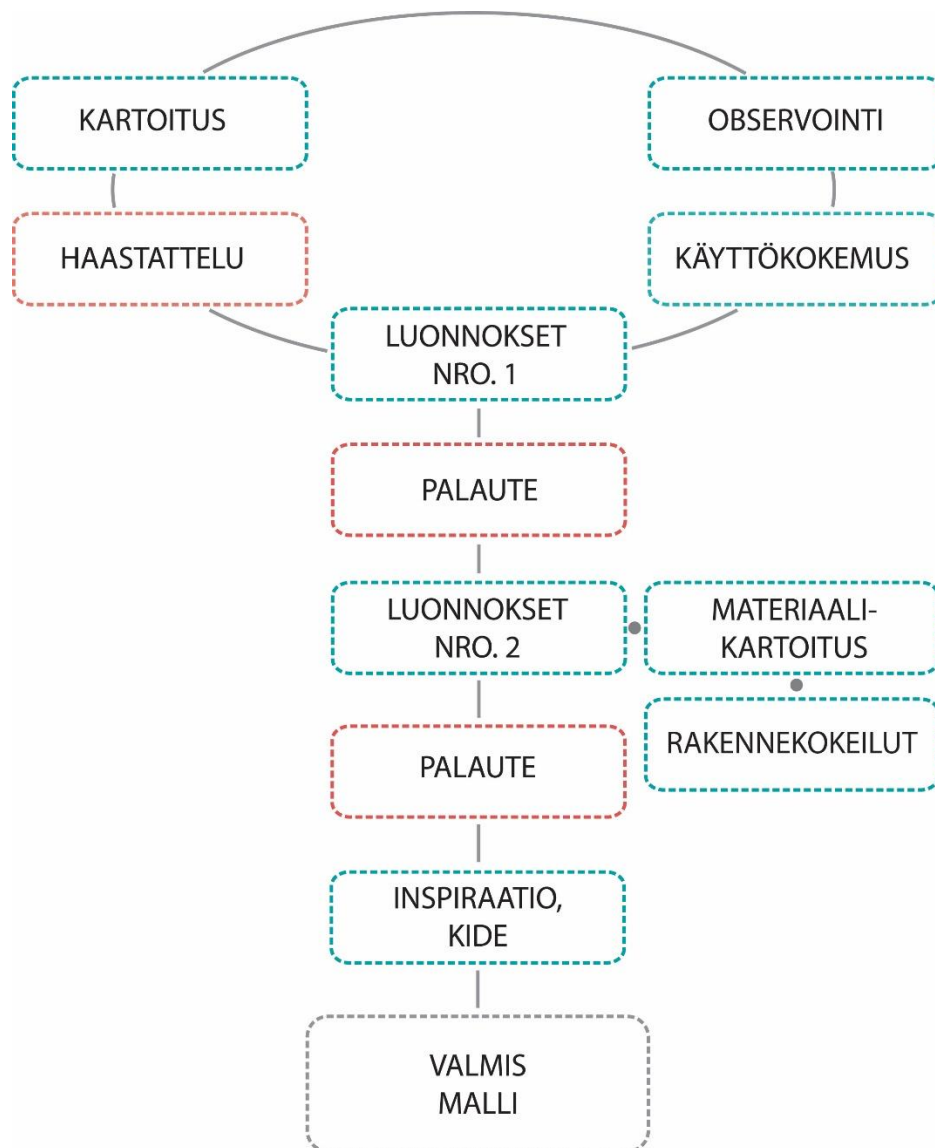 KARTOITUS
OBSERVOINTI
HAASTATTELU
KÄYTTÖKOKEMUS
LUONNOKSET
NRO. 1
PALAUTE
LUONNOKSET
NRO. 2
MATERIAALI-
KARTOITUS
RAKENNEKOKEILUT
PALAUTE
INSPIRAATIO,
KIDE
VALMIS
MALLI